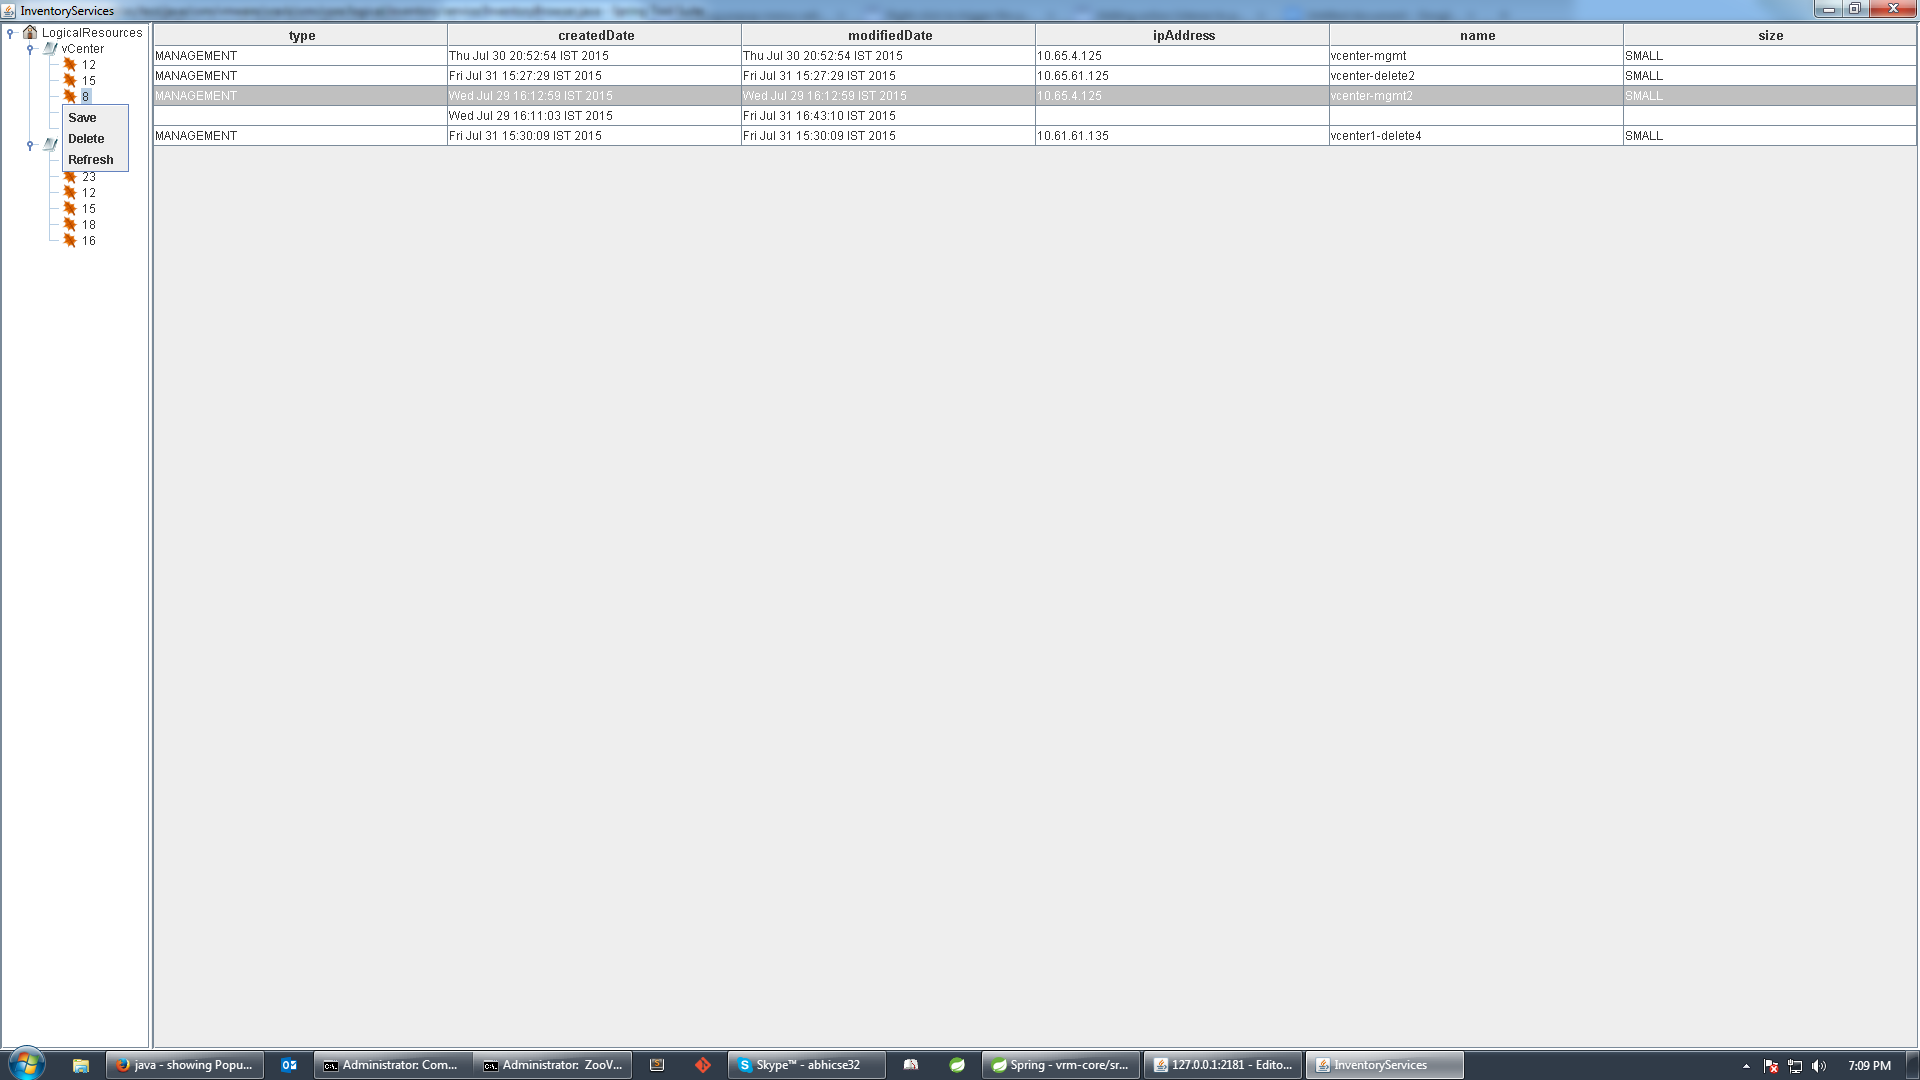 InventoryServices
LogicalResources
vCenter
12
15
8
Save
Delete
Refresh
23
12
15
18
16
type createdDate modifiedDate ipAddress name size
MANAGEMENT Thu Jul 30 20:52:54 IST 2015 Thu Jul 30 20:52:54 IST 2015 10.65.4.125 vcenter-mgmt SMALL
MANAGEMENT Fri Jul 31 15:27:29 IST 2015 Fri Jul 31 15:27:29 IST 2015 10.65.61.125 vcenter-delete2 SMALL
MANAGEMENT Wed Jul 29 16:12:59 IST 2015 Wed Jul 29 16:12:59 IST 2015 10.65.4.125 vcenter-mgmt2 SMALL
Wed Jul 29 16:11:03 IST 2015 Fri Jul 31 16:43:10 IST 2015
MANAGEMENT Fri Jul 31 15:30:09 IST 2015 Fri Jul 31 15:30:09 IST 2015 10.61.61.135 vcenter1-delete4 SMALL
java - showing Popu... Administrator: Com... Administrator: ZooV... Skype™ - abhicse32 Spring - vrm-core/sr... 127.0.0.1:2181 - Edito... InventoryServices 7:09 PM